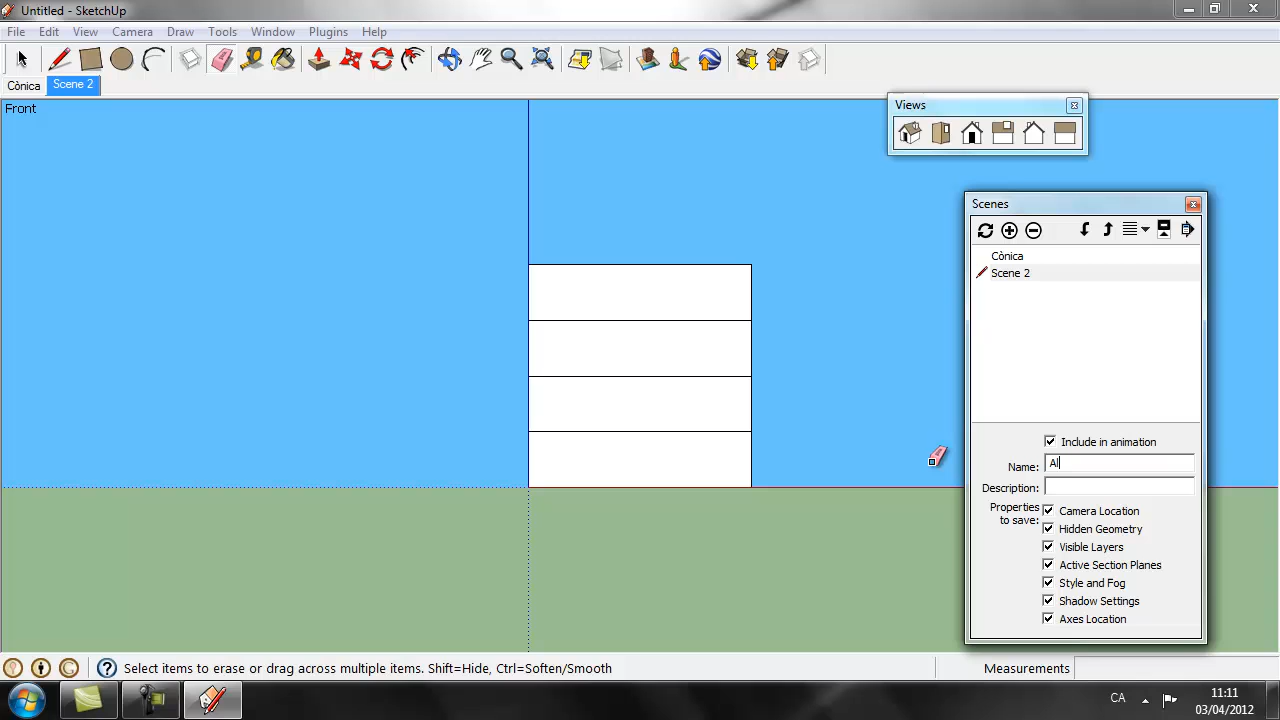 Untitled - SketchUp
File Edit View Camera Draw Tools Window Plugins Help
Cònica Scene 2
Front
Views
Scenes
Cònica
Scene 2
Include in animation
Name: Al
Description:
Properties to save:
Camera Location
Hidden Geometry
Visible Layers
Active Section Planes
Style and Fog
Shadow Settings
Axes Location
Select items to erase or drag across multiple items. Shift=Hide, Ctrl=Soften/Smooth
Measurements
CA
11:11
03/04/2012